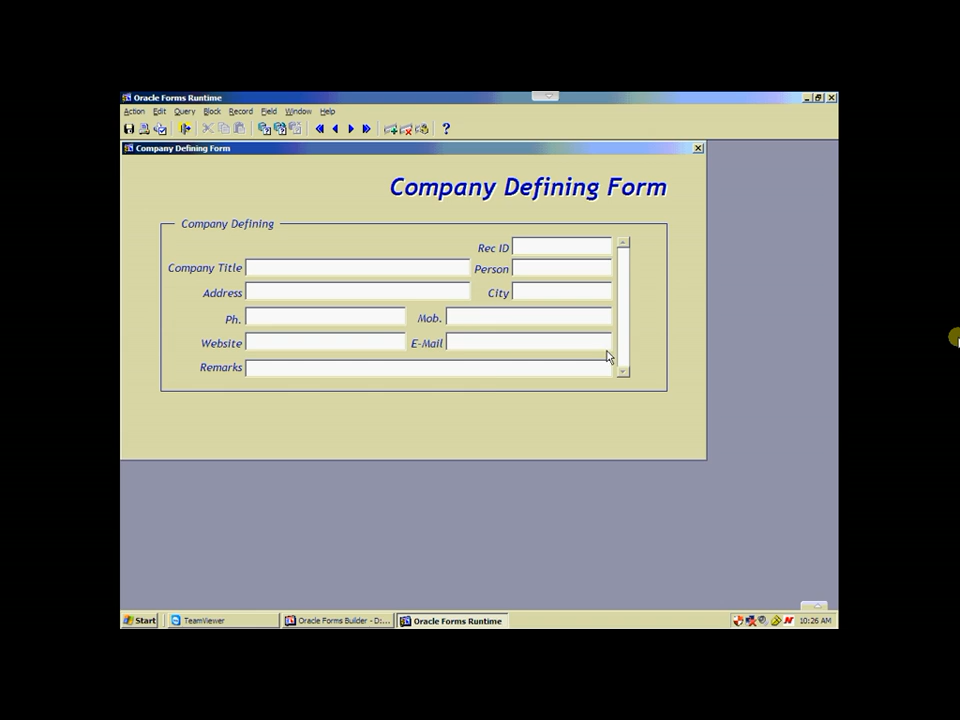 Oracle Forms Runtime
Action Edit Query Block Record Field Window Help
Company Defining Form
Company Defining Form
Company Defining
Rec ID
Company Title Person
Address City
Ph. Mob.
Website E-Mail
Remarks
Start TeamViewer Oracle Forms Builder - D:... Oracle Forms Runtime 10:26 AM